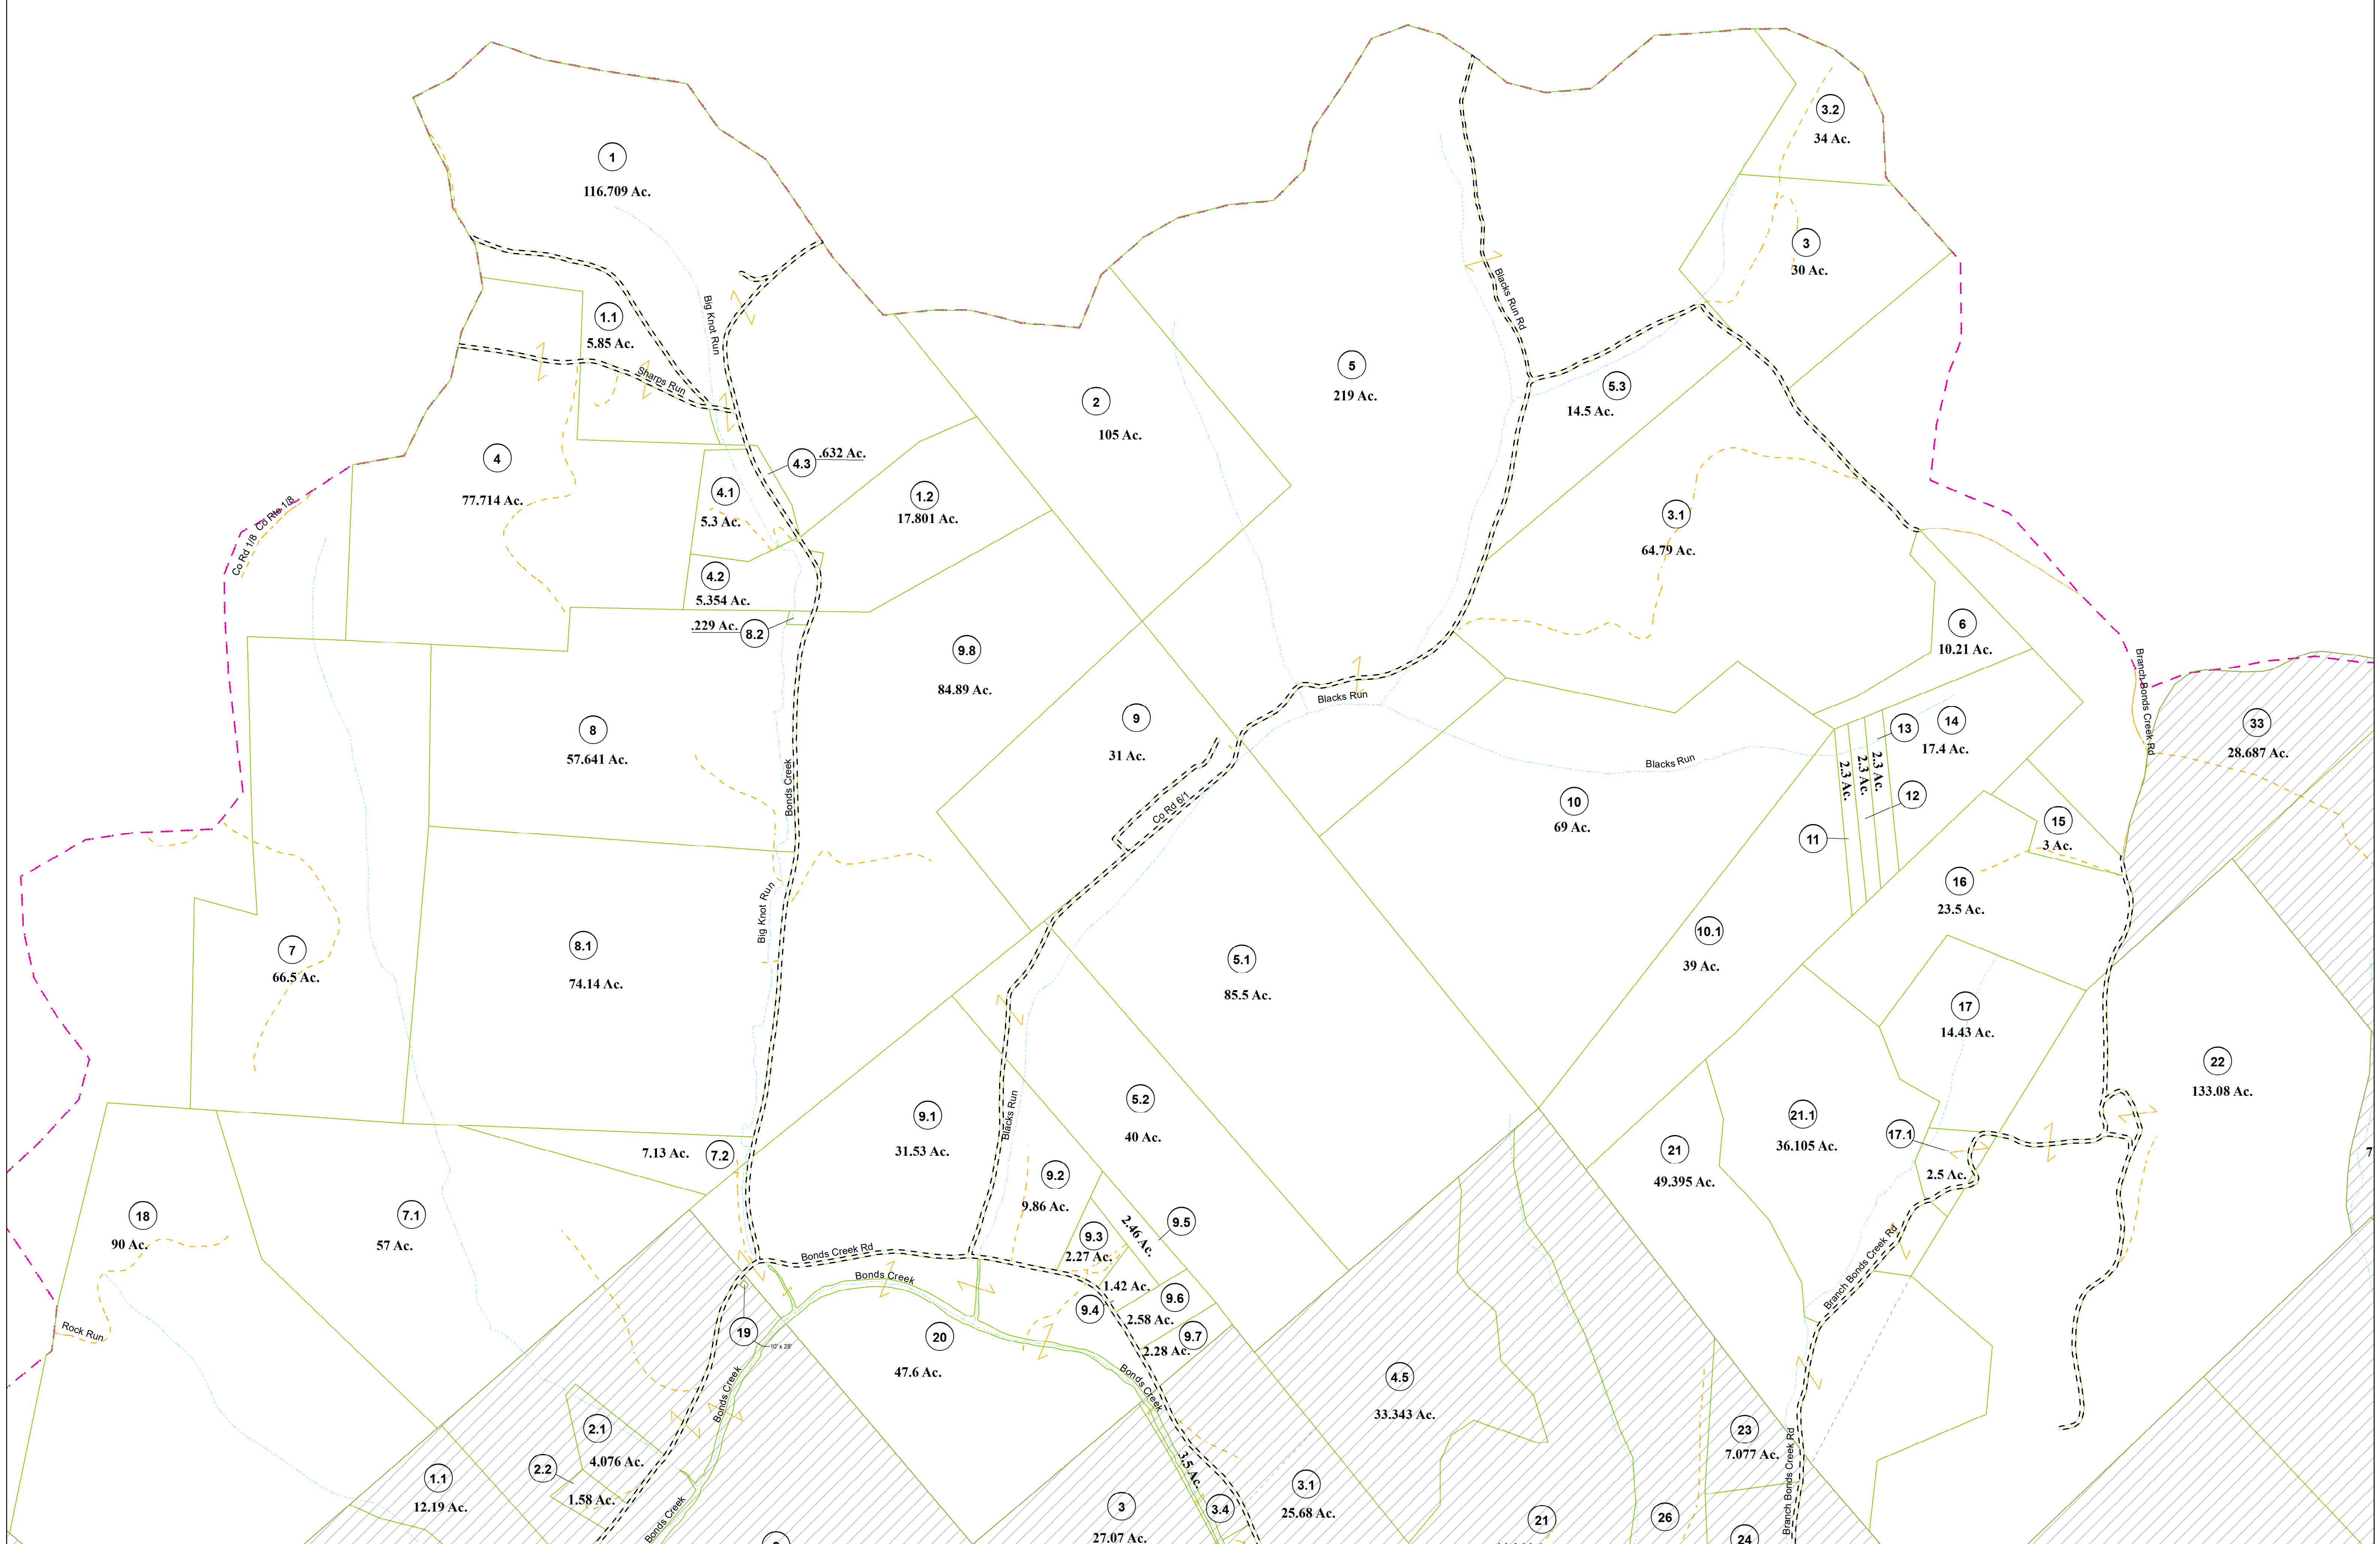 3.2
34 Ac.
1
116.709 Ac.
3
30 Ac.
Blacks Run Rd
Big Knot Run
1.1
5.85 Ac.
Sharps Run
5
219 Ac.
5.3
14.5 Ac.
2
105 Ac.
4
77.714 Ac.
4.3
.632 Ac.
4.1
5.3 Ac.
1.2
17.801 Ac.
3.1
64.79 Ac.
Co Rte 1/8
Co Rd 1/8
4.2
5.354 Ac.
.229 Ac.
8.2
6
10.21 Ac.
9.8
84.89 Ac.
Branch Bonds Creek Rd
Blacks Run
9
31 Ac.
8
57.641 Ac.
13
14
17.4 Ac.
33
28.687 Ac.
Blacks Run
2.3 Ac.
2.3 Ac.
2.3 Ac.
Bonds Creek
Co Rd 6/1
10
69 Ac.
12
11
15
3 Ac.
16
23.5 Ac.
Big Knot Run
7
66.5 Ac.
8.1
74.14 Ac.
5.1
85.5 Ac.
10.1
39 Ac.
17
14.43 Ac.
22
133.08 Ac.
9.1
31.53 Ac.
Blacks Run
5.2
40 Ac.
21.1
36.105 Ac.
17.1
2.5 Ac.
21
49.395 Ac.
7
7.13 Ac.
7.2
9.2
9.86 Ac.
18
90 Ac.
7.1
57 Ac.
9.3
2.27 Ac.
2.46 Ac.
9.5
Bonds Creek Rd
Bonds Creek
1.42 Ac.
9.4
9.6
2.58 Ac.
9.7
2.28 Ac.
Branch Bonds Creek Rd
Rock Run
19
10' x 28'
20
47.6 Ac.
Bonds Creek
Bonds Creek
4.5
33.343 Ac.
2.1
4.076 Ac.
2.2
1.58 Ac.
1.1
12.19 Ac.
Bonds Creek
3.5 Ac.
3.4
3
27.07 Ac.
3.1
25.68 Ac.
23
7.077 Ac.
Branch Bonds Creek Rd
21
26
24